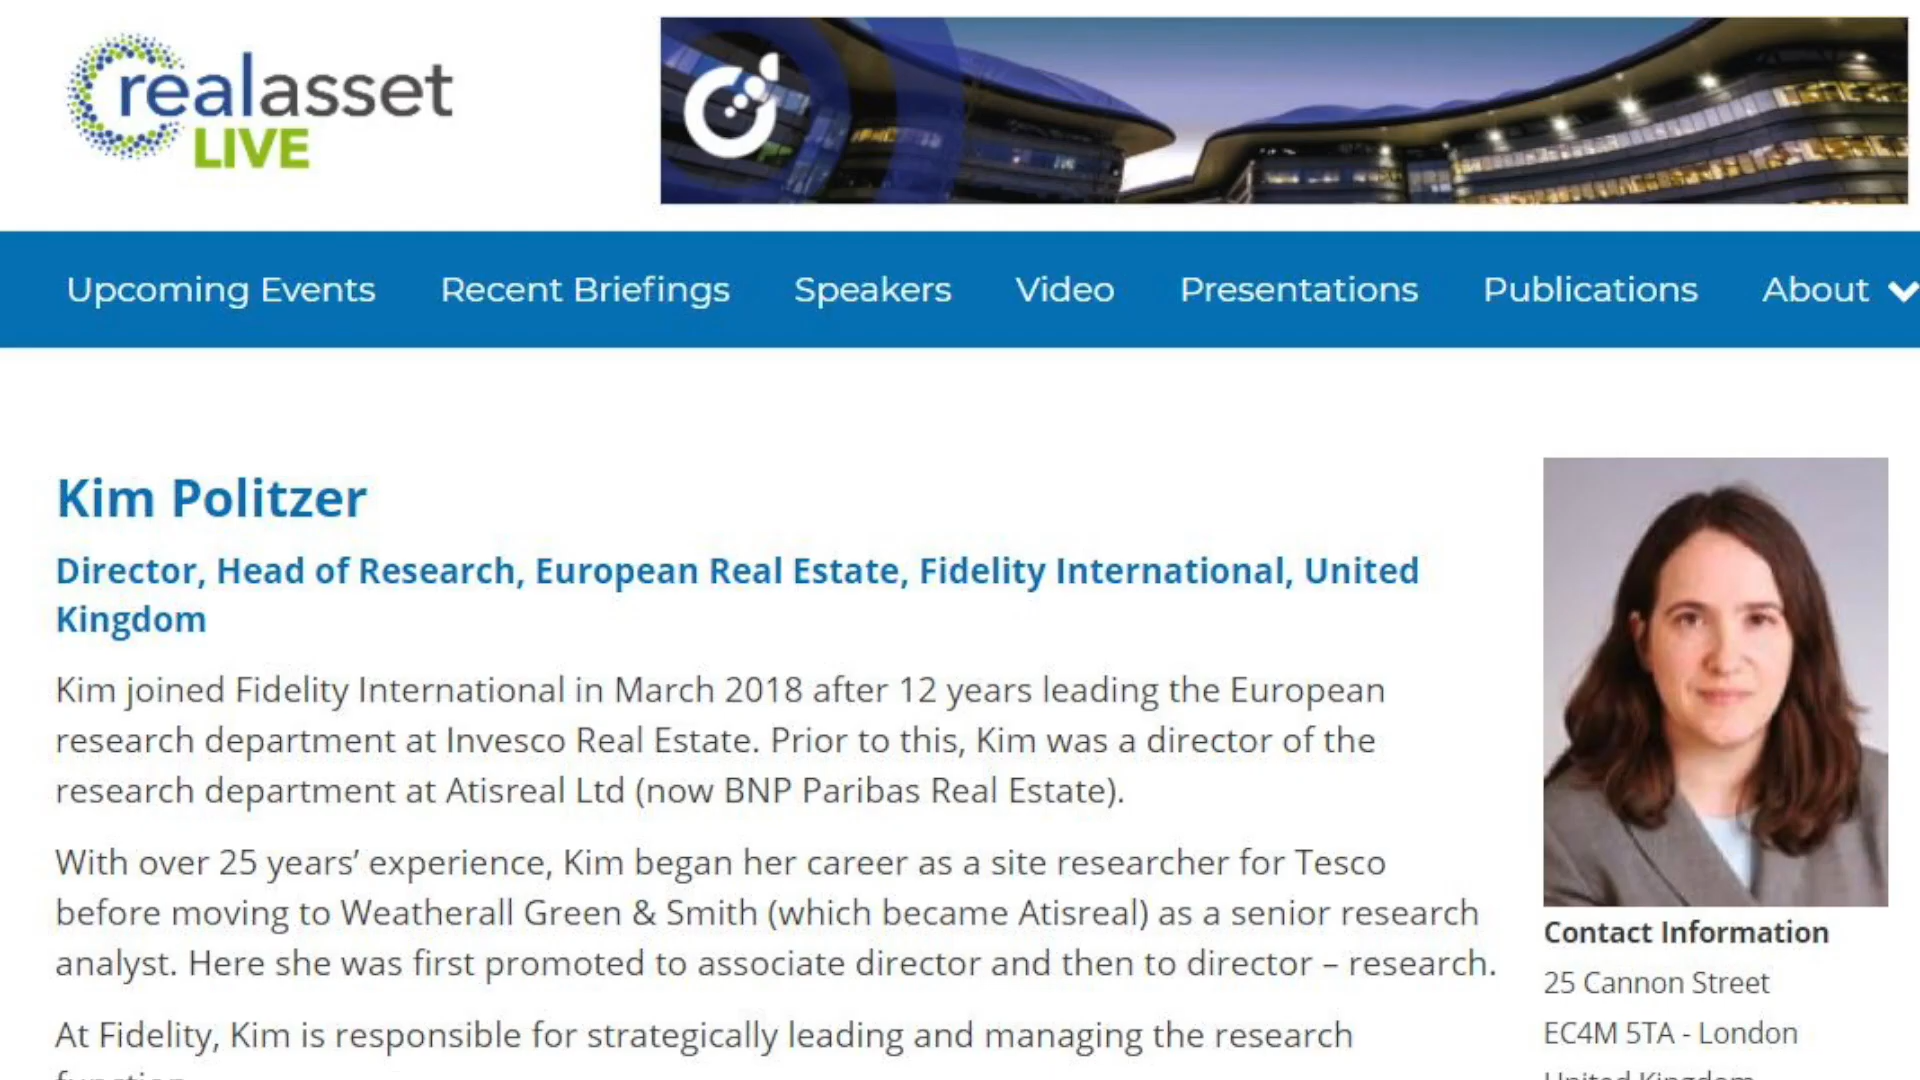 realasset
LIVE
Upcoming Events Recent Briefings Speakers Video Presentations Publications About
Kim Politzer
Director, Head of Research, European Real Estate, Fidelity International, United
Kingdom
Kim joined Fidelity International in March 2018 after 12 years leading the European
research department at Invesco Real Estate. Prior to this, Kim was a director of the
research department at Atisreal Ltd (now BNP Paribas Real Estate).
With over 25 years’ experience, Kim began her career as a site researcher for Tesco
before moving to Weatherall Green & Smith (which became Atisreal) as a senior research
analyst. Here she was first promoted to associate director and then to director – research.
At Fidelity, Kim is responsible for strategically leading and managing the research
Contact Information
25 Cannon Street
EC4M 5TA - London
United Kingdom